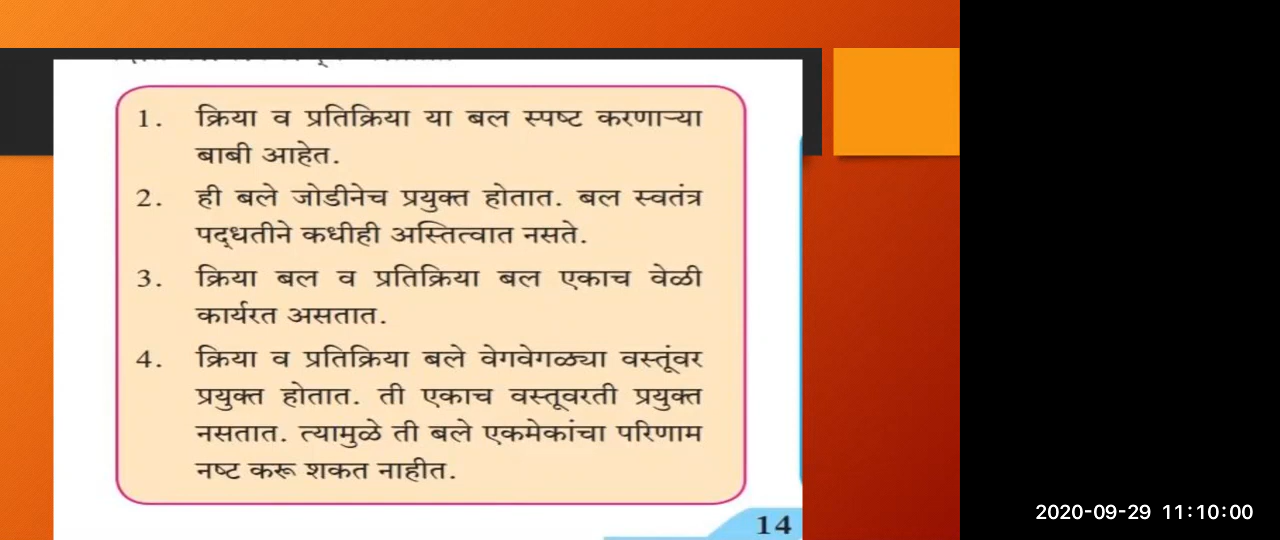 1. क्रिया व प्रतिक्रिया या बल स्पष्ट करणाऱ्या
बाबी आहेत.
2. ही बले जोडीनेच प्रयुक्त होतात. बल स्वतंत्र
पद्धतीने कधीही अस्तित्वात नसते.
3. क्रिया बल व प्रतिक्रिया बल एकाच वेळी
कार्यरत असतात.
4. क्रिया व प्रतिक्रिया बले वेगवेगळ्या वस्तूंवर
प्रयुक्त होतात. ती एकाच वस्तूवरती प्रयुक्त
नसतात. त्यामुळे ती बले एकमेकांचा परिणाम
नष्ट करू शकत नाहीत.
14
2020-09-29 11:10:00